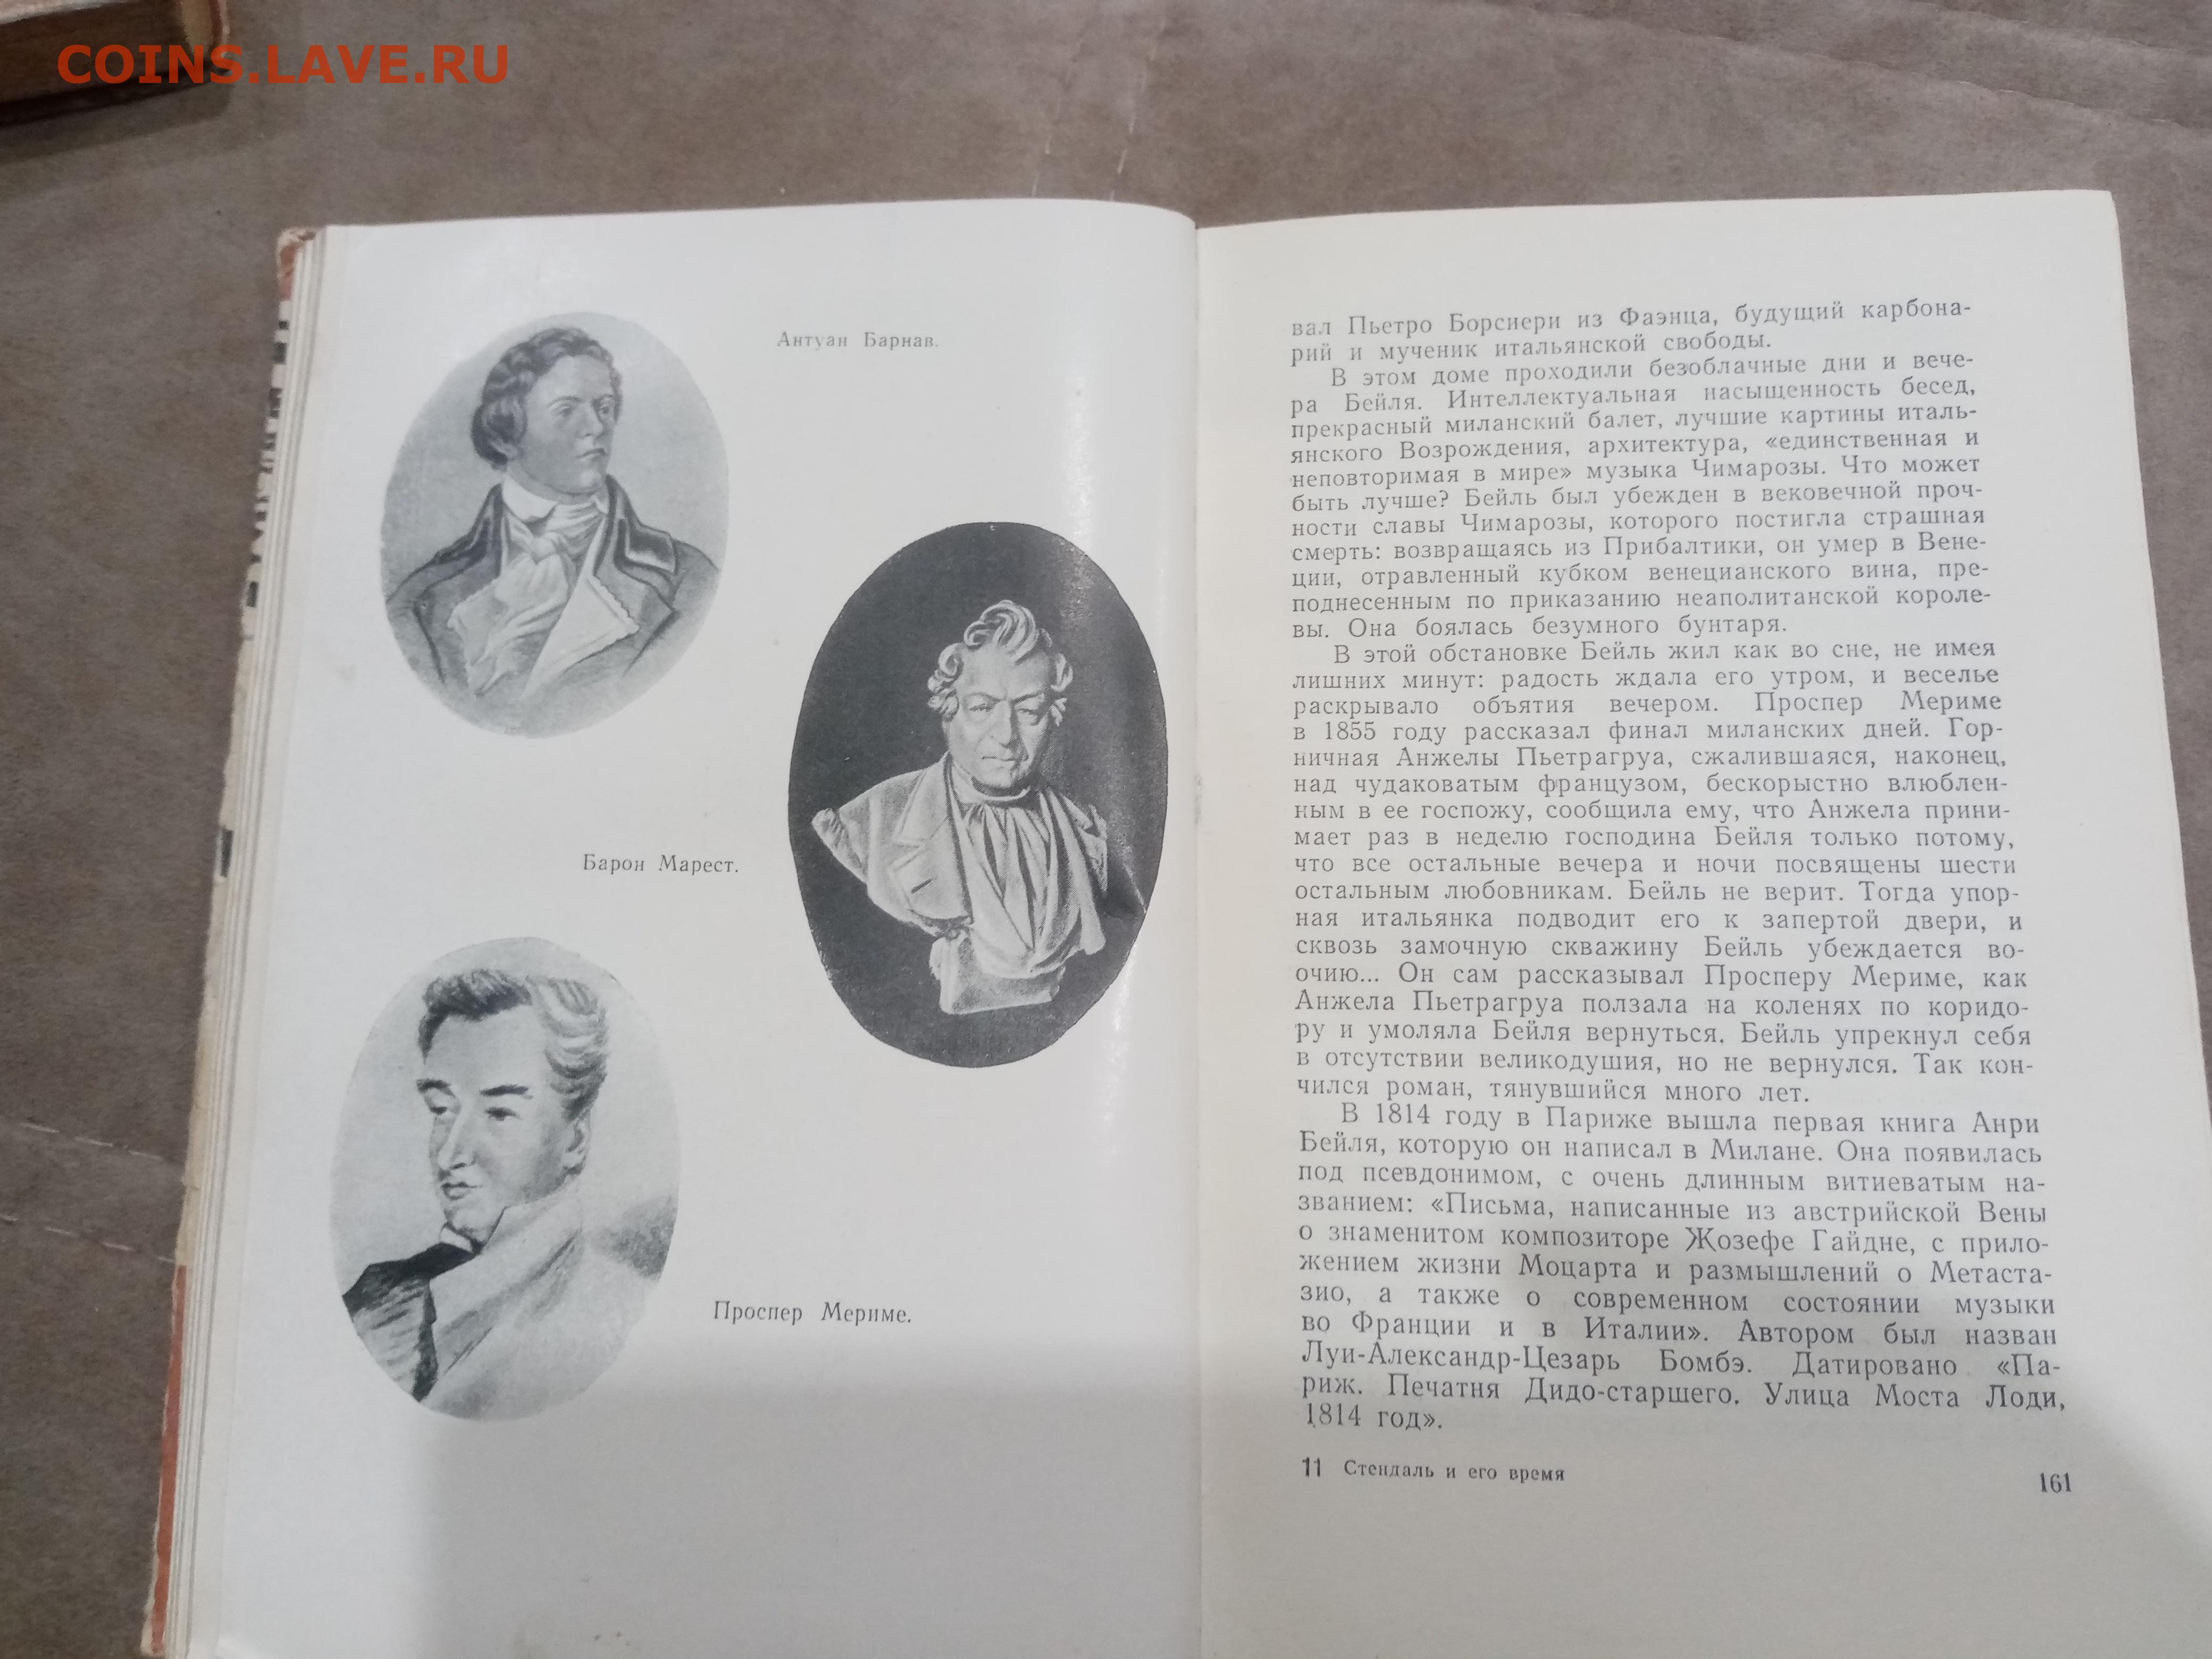 COINS.LAVE.RU
Антуан Барнав.
Барон Марест.
Проспер Мериме.
вал Пьетро Борсиери из Фаэнца, будущий карбона-
рий и мученик итальянской свободы.
В этом доме проходили безоблачные дни и вече-
ра Бейля. Интеллектуальная насыщенность бесед,
прекрасный миланский балет, лучшие картины италь-
янского Возрождения, архитектура, «единственная и
неповторимая в мире» музыка Чимарозы. Что может
быть лучше? Бейль был убежден в вековечной проч-
ности славы Чимарозы, которого постигла страшная
смерть: возвращаясь из Прибалтики, он умер в Вене-
ции, отравленный кубком венецианского вина, пре-
поднесенным по приказанию неаполитанской короле-
вы. Она боялась безумного бунтаря.
В этой обстановке Бейль жил как во сне, не имея
лишних минут: радость ждала его утром, и веселье
раскрывало объятия вечером. Проспер Мериме
в 1855 году рассказал финал миланских дней. Гор-
ничная Анжелы Пьетрагруа, сжалившаяся, наконец,
над чудаковатым французом, бескорыстно влюблен-
ным в ее госпожу, сообщила ему, что Анжела прини-
мает раз в неделю господина Бейля только потому,
что все остальные вечера и ночи посвящены шести
остальным любовникам. Бейль не верит. Тогда упор-
ная итальянка подводит его к запертой двери, и
сквозь замочную скважину Бейль убеждается во-
очию... Он сам рассказывал Просперу Мериме, как
Анжела Пьетрагруа ползала на коленях по коридо-
ру и умоляла Бейля вернуться. Бейль упрекнул себя
в отсутствии великодушия, но не вернулся. Так кон-
чился роман, тянувшийся много лет.
В 1814 году в Париже вышла первая книга Анри
Бейля, которую он написал в Милане. Она появилась
под псевдонимом, с очень длинным витиеватым на-
званием: «Письма, написанные из австрийской Вены
о знаменитом композиторе Жозефе Гайдне, с прило-
жением жизни Моцарта и размышлений о Метаста-
зио, а также о современном состоянии музыки
во Франции и в Италии». Автором был назван
Луи-Александр-Цезарь Бомбэ. Датировано «Па-
риж. Печатня Дидо-старшего. Улица Моста Лоди,
1814 год».
11 Стендаль и его время
161